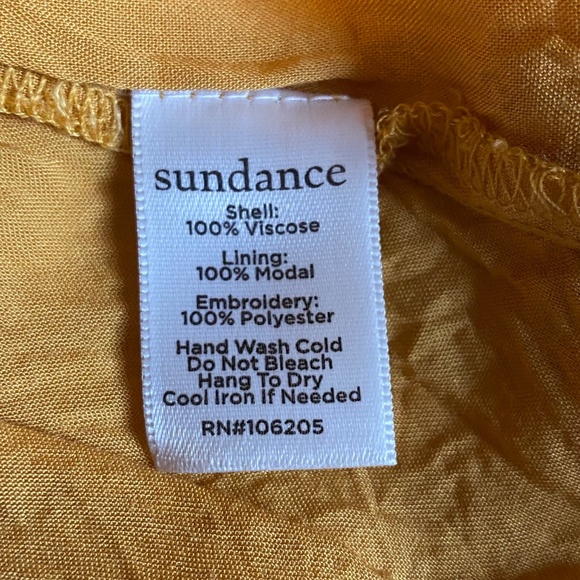 sundance
Shell:
100% Viscose
Lining:
100% Modal
Embroidery:
100% Polyester
Hand Wash Cold
Do Not Bleach
Hang To Dry
Cool Iron If Needed
RN#106205